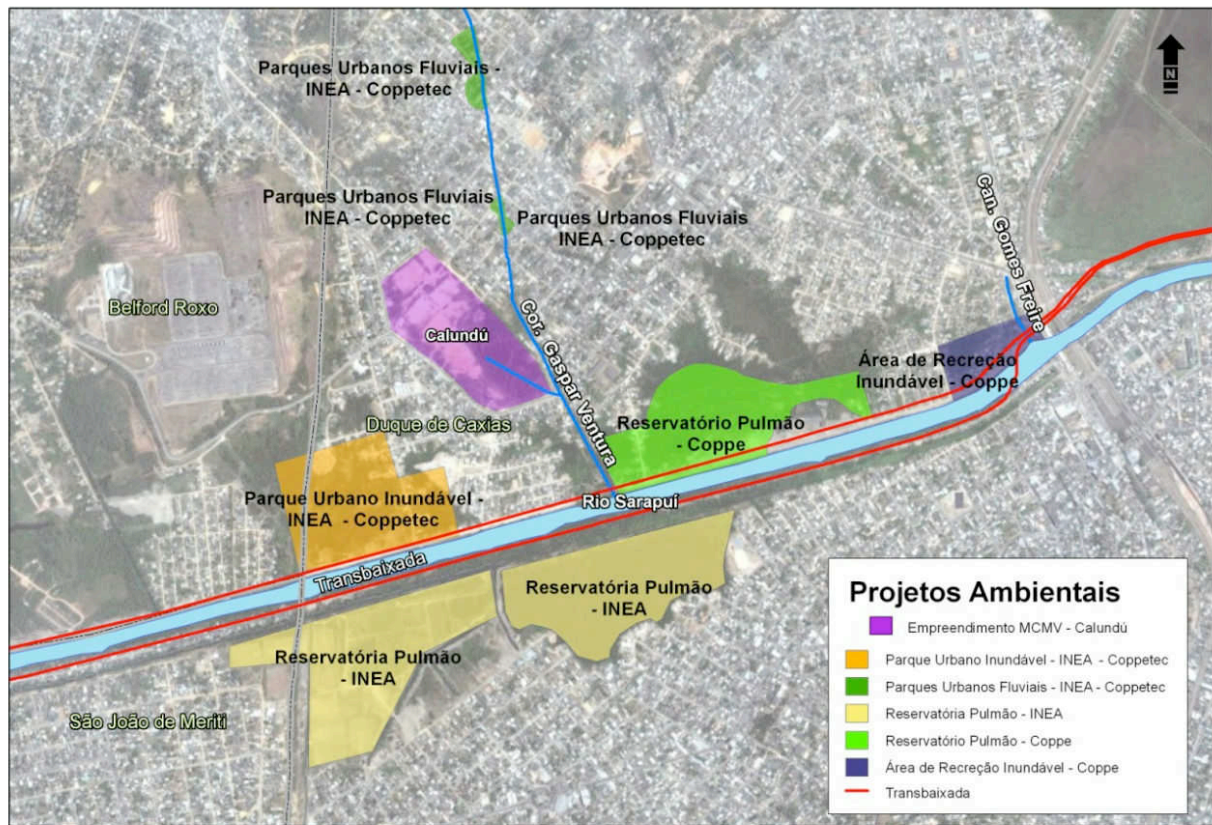 Parques Urbanos Fluviais -
INEA - Coppetec
N
Parques Urbanos Fluviais
INEA - Coppetec
Parques Urbanos Fluviais
INEA - Coppetec
Can. Gomes Freire
Belford Roxo
Calundú
Cor. Gaspar Ventura
Área de Recreção
Inundável - Coppe
Duque de Caxias
Reservatório Pulmão
- Coppe
Parque Urbano Inundável -
INEA - Coppetec
Rio Sarapuí
Transbaixada
Reservatória Pulmão
- INEA
Reservatória Pulmão
- INEA
São João de Meriti
Projetos Ambientais
Empreendimento MCMV - Calundú
Parque Urbano Inundável - INEA - Coppetec
Parques Urbanos Fluviais - INEA - Coppetec
Reservatória Pulmão - INEA
Reservatório Pulmão - Coppe
Área de Recreção Inundável - Coppe
Transbaixada